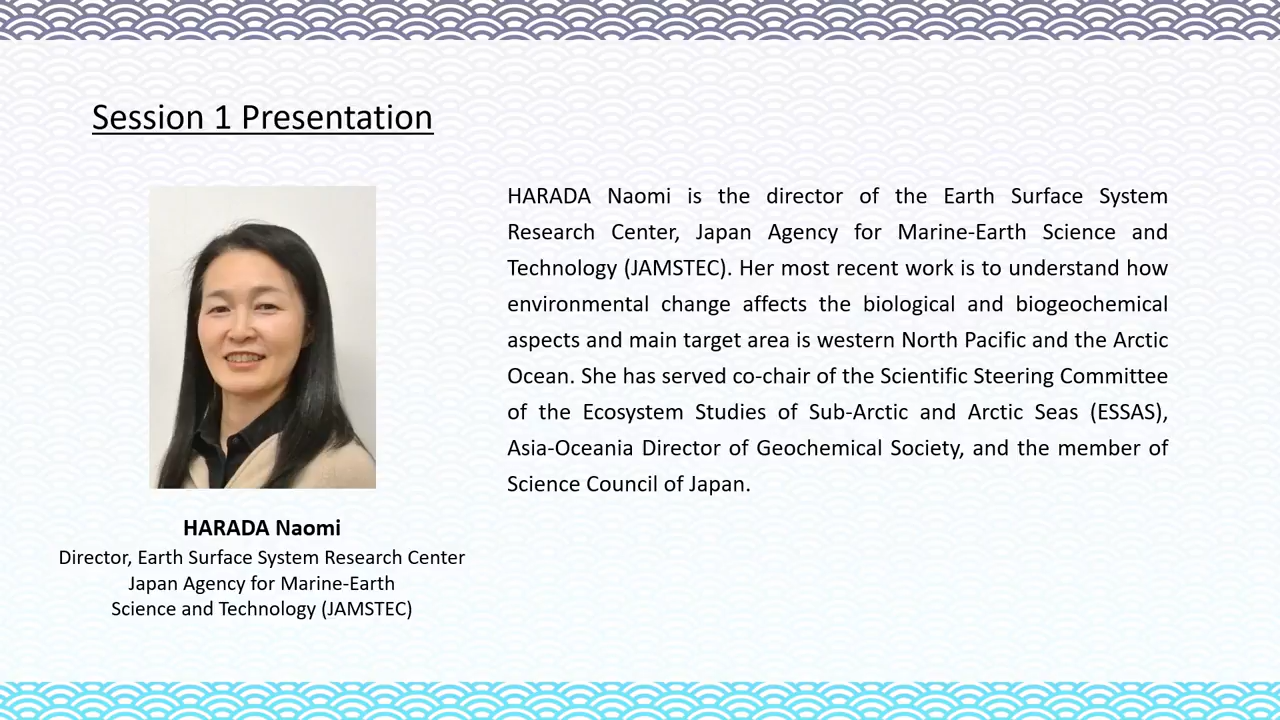 Session 1 Presentation
HARADA Naomi is the director of the Earth Surface System
Research Center, Japan Agency for Marine-Earth Science and
Technology (JAMSTEC). Her most recent work is to understand how
environmental change affects the biological and biogeochemical
aspects and main target area is western North Pacific and the Arctic
Ocean. She has served co-chair of the Scientific Steering Committee
of the Ecosystem Studies of Sub-Arctic and Arctic Seas (ESSAS),
Asia-Oceania Director of Geochemical Society, and the member of
Science Council of Japan.
HARADA Naomi
Director, Earth Surface System Research Center
Japan Agency for Marine-Earth
Science and Technology (JAMSTEC)